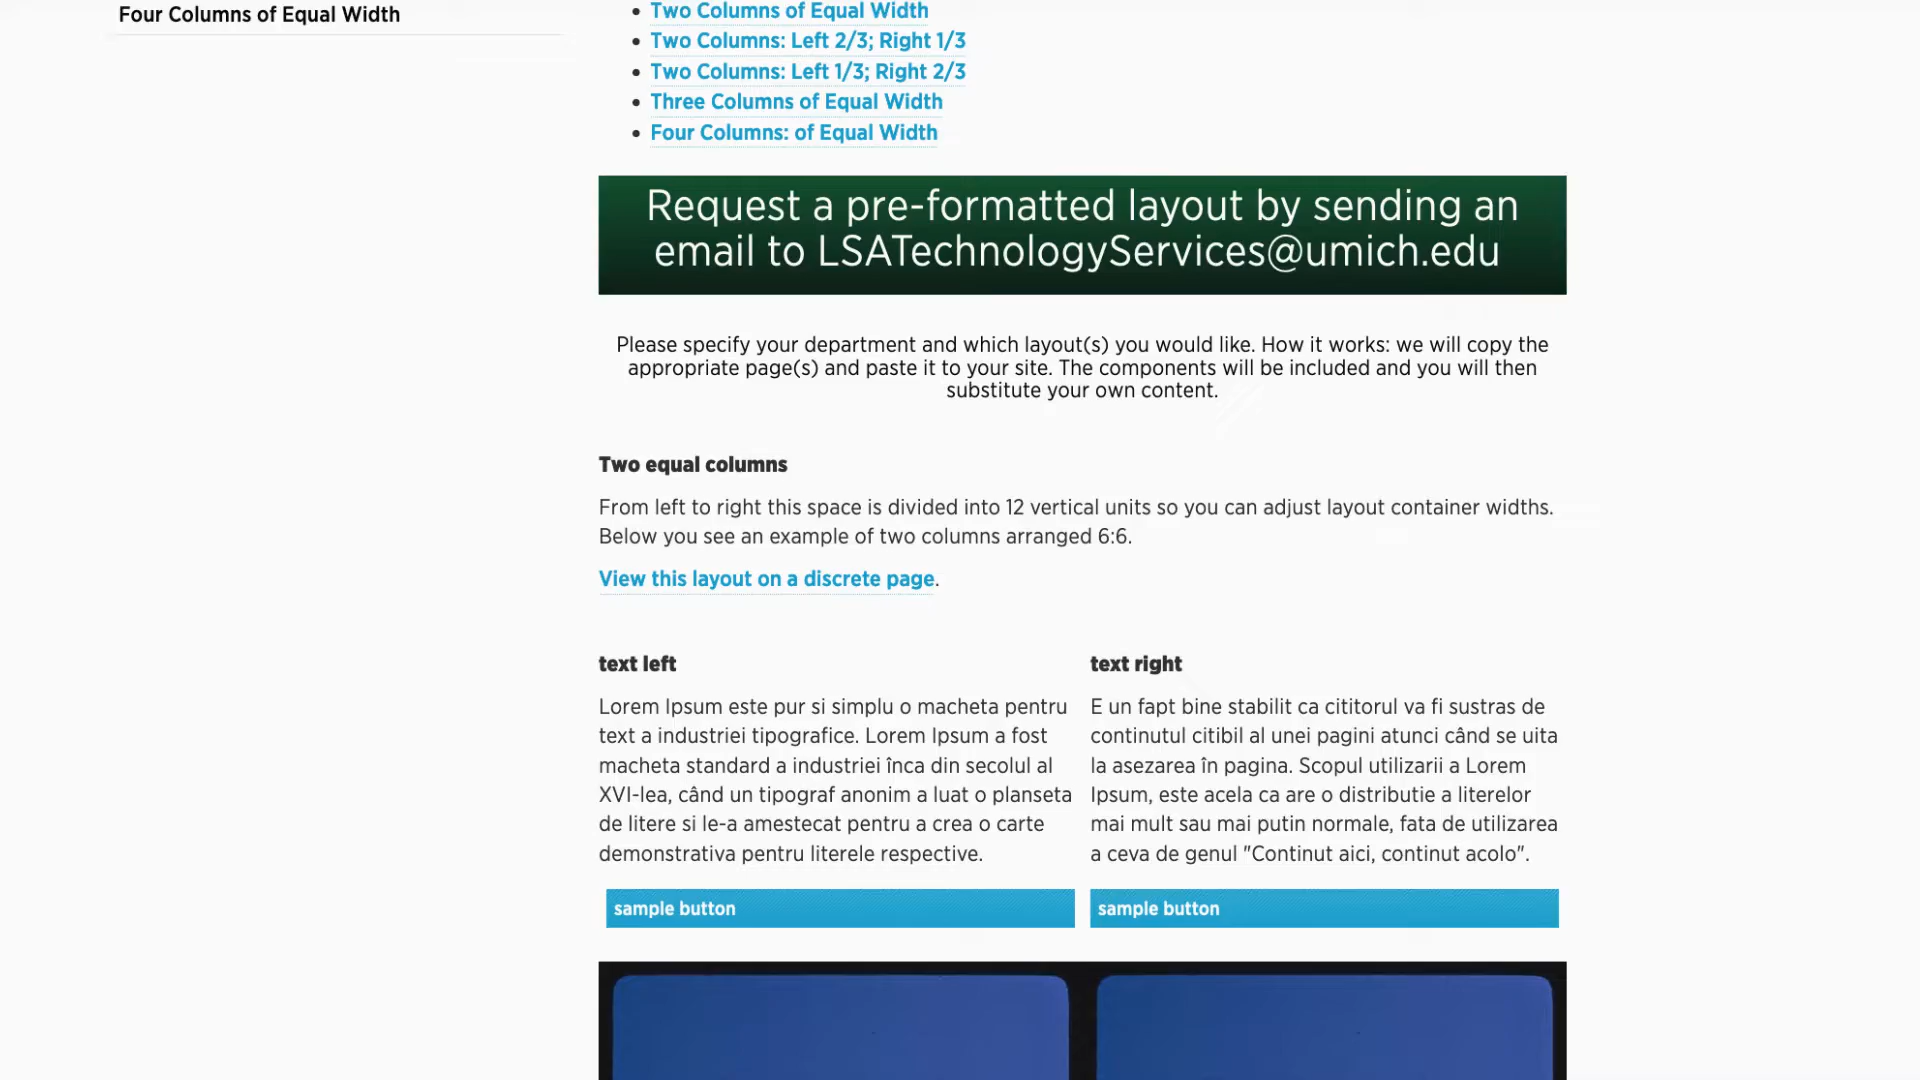 Four Columns of Equal Width
Two Columns of Equal Width
Two Columns: Left 2/3; Right 1/3
Two Columns: Left 1/3; Right 2/3
Three Columns of Equal Width
Four Columns: of Equal Width
Request a pre-formatted layout by sending an
email to LSATechnologyServices@umich.edu
Please specify your department and which layout(s) you would like. How it works: we will copy the
appropriate page(s) and paste it to your site. The components will be included and you will then
substitute your own content.
Two equal columns
From left to right this space is divided into 12 vertical units so you can adjust layout container widths.
Below you see an example of two columns arranged 6:6.
View this layout on a discrete page.
text left
Lorem Ipsum este pur si simplu o macheta pentru
text a industriei tipografice. Lorem Ipsum a fost
macheta standard a industriei înca din secolul al
XVI-lea, când un tipograf anonim a luat o planseta
de litere si le-a amestecat pentru a crea o carte
demonstrativa pentru literele respective.
sample button
text right
E un fapt bine stabilit ca cititorul va fi sustras de
continutul citibil al unei pagini atunci când se uita
la asezarea în pagina. Scopul utilizarii a Lorem
Ipsum, este acela ca are o distributie a literelor
mai mult sau mai putin normale, fata de utilizarea
a ceva de genul "Continut aici, continut acolo".
sample button